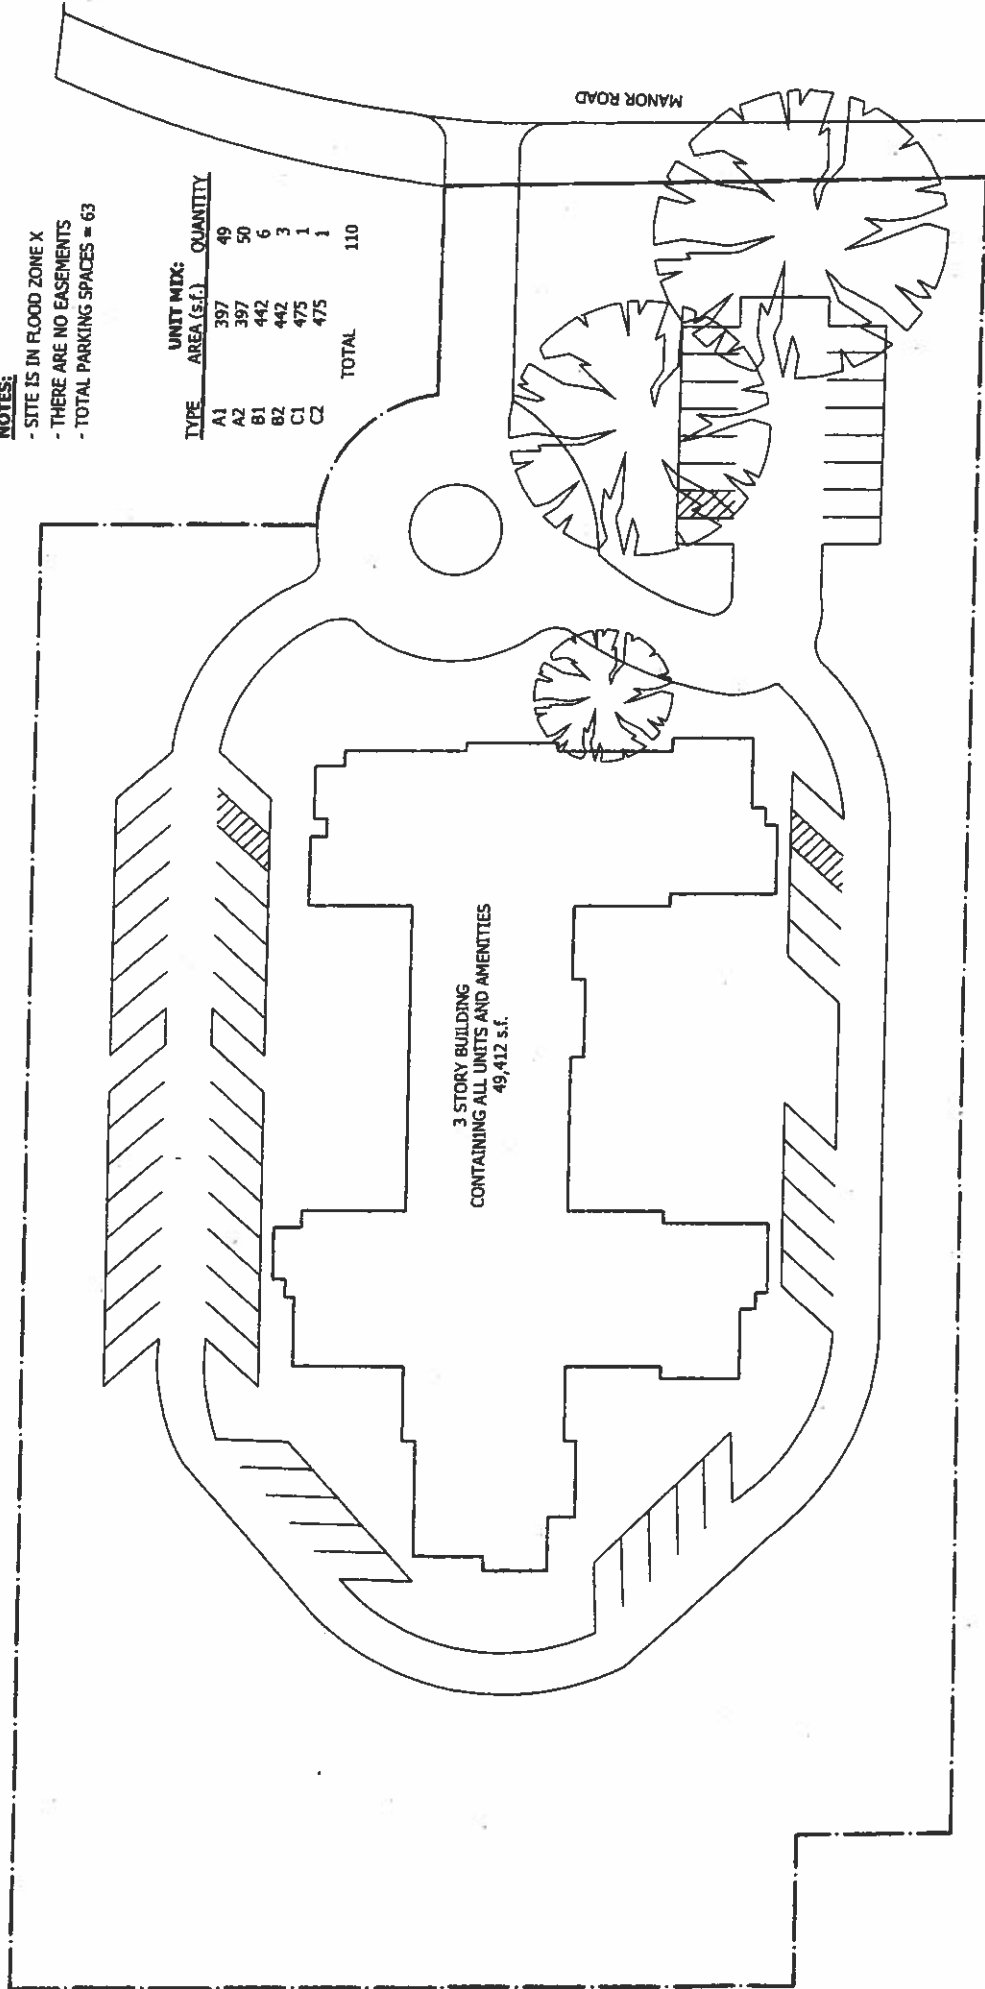 NOTES:
- SITE IS IN FLOOD ZONE X
- THERE ARE NO EASEMENTS
- TOTAL PARKING SPACES = 63
UNIT MIX:
TYPE AREA (s.f.) QUANTITY
A1 397 49
A2 397 50
B1 442 6
B2 442 3
C1 475 1
C2 475 1
TOTAL 110
MANOR ROAD
3 STORY BUILDING
CONTAINING ALL UNITS AND AMENITIES
49,412 s.f.